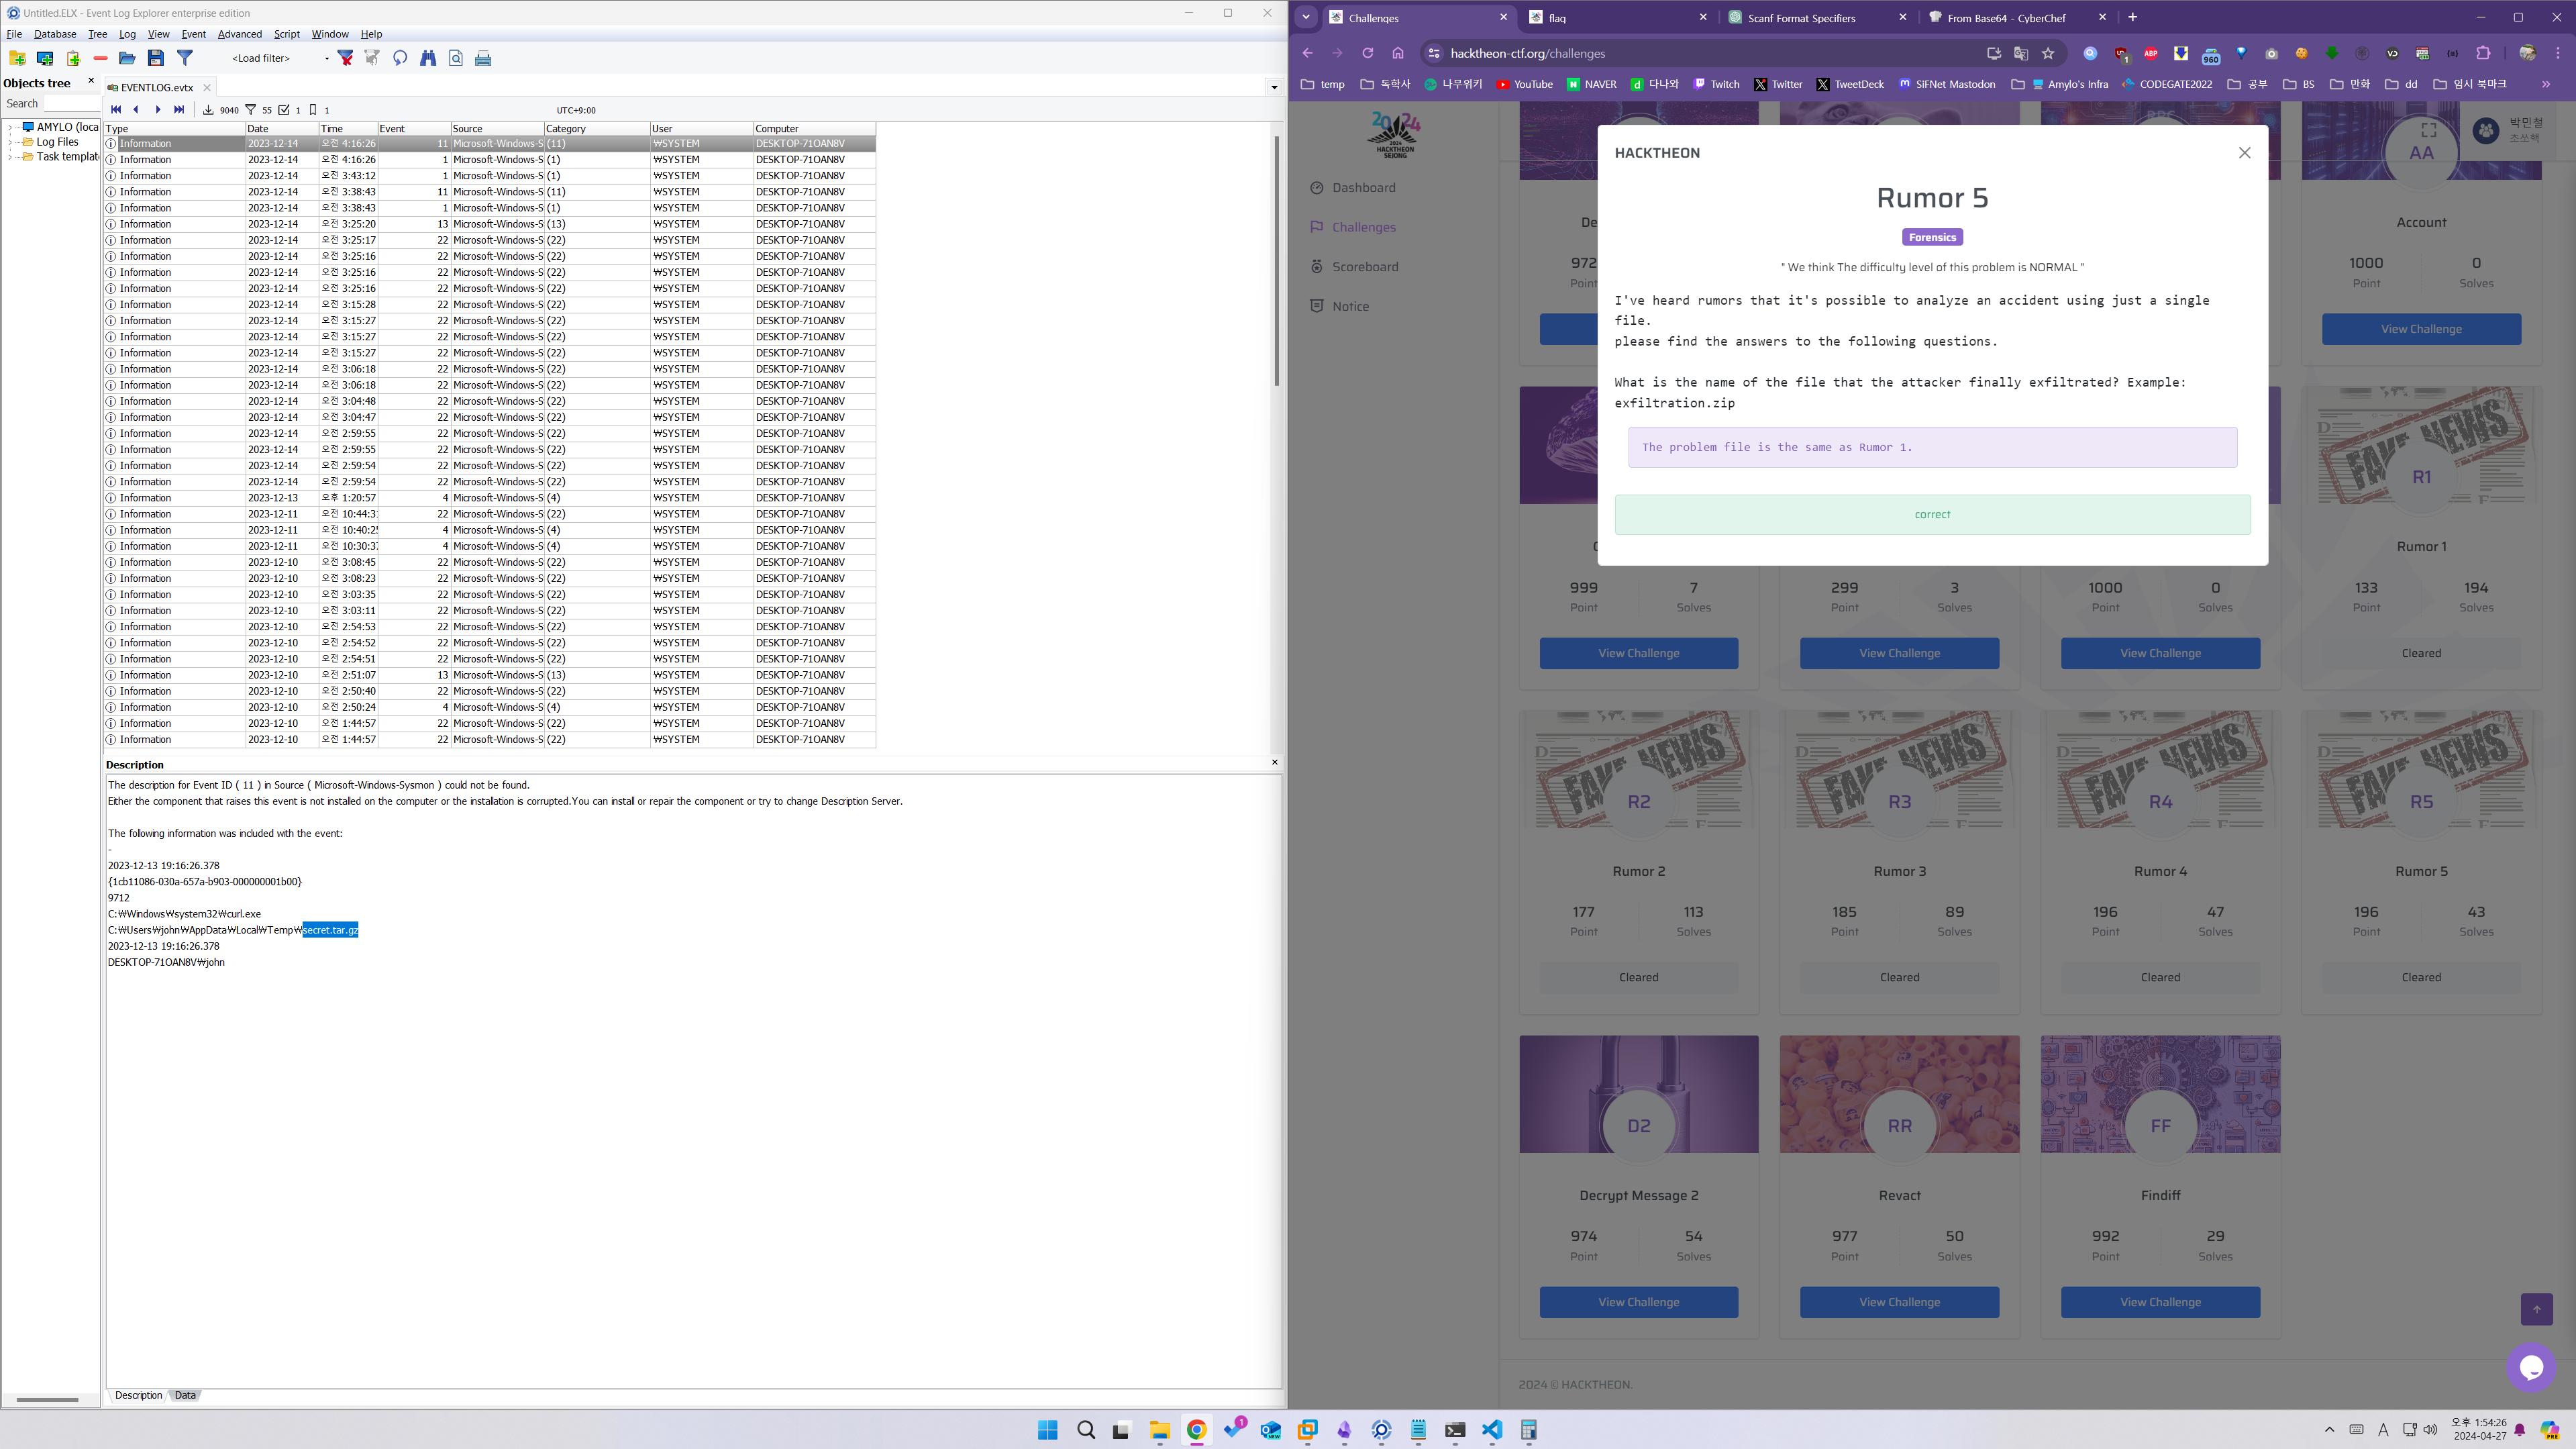 Untitled.ELX - Event Log Explorer enterprise edition
File Database Tree Log View Event Advanced Script Window Help
<Load filter>
Objects tree
Search
AMYLO (loca
Log Files
Task templat
EVENTLOG.evtx
9040 55 1 1 UTC+9:00
Type Date Time Event Source Category User Computer
Information 2023-12-14 오전 4:16:26 11 Microsoft-Windows-S (11) ₩SYSTEM DESKTOP-71OAN8V
Information 2023-12-14 오전 4:16:26 1 Microsoft-Windows-S (1) ₩SYSTEM DESKTOP-71OAN8V
Information 2023-12-14 오전 3:43:12 1 Microsoft-Windows-S (1) ₩SYSTEM DESKTOP-71OAN8V
Information 2023-12-14 오전 3:38:43 11 Microsoft-Windows-S (11) ₩SYSTEM DESKTOP-71OAN8V
Information 2023-12-14 오전 3:38:43 1 Microsoft-Windows-S (1) ₩SYSTEM DESKTOP-71OAN8V
Information 2023-12-14 오전 3:25:20 13 Microsoft-Windows-S (13) ₩SYSTEM DESKTOP-71OAN8V
Information 2023-12-14 오전 3:25:17 22 Microsoft-Windows-S (22) ₩SYSTEM DESKTOP-71OAN8V
Information 2023-12-14 오전 3:25:16 22 Microsoft-Windows-S (22) ₩SYSTEM DESKTOP-71OAN8V
Information 2023-12-14 오전 3:25:16 22 Microsoft-Windows-S (22) ₩SYSTEM DESKTOP-71OAN8V
Information 2023-12-14 오전 3:25:16 22 Microsoft-Windows-S (22) ₩SYSTEM DESKTOP-71OAN8V
Information 2023-12-14 오전 3:15:28 22 Microsoft-Windows-S (22) ₩SYSTEM DESKTOP-71OAN8V
Information 2023-12-14 오전 3:15:27 22 Microsoft-Windows-S (22) ₩SYSTEM DESKTOP-71OAN8V
Information 2023-12-14 오전 3:15:27 22 Microsoft-Windows-S (22) ₩SYSTEM DESKTOP-71OAN8V
Information 2023-12-14 오전 3:15:27 22 Microsoft-Windows-S (22) ₩SYSTEM DESKTOP-71OAN8V
Information 2023-12-14 오전 3:06:18 22 Microsoft-Windows-S (22) ₩SYSTEM DESKTOP-71OAN8V
Information 2023-12-14 오전 3:06:18 22 Microsoft-Windows-S (22) ₩SYSTEM DESKTOP-71OAN8V
Information 2023-12-14 오전 3:04:48 22 Microsoft-Windows-S (22) ₩SYSTEM DESKTOP-71OAN8V
Information 2023-12-14 오전 3:04:47 22 Microsoft-Windows-S (22) ₩SYSTEM DESKTOP-71OAN8V
Information 2023-12-14 오전 2:59:55 22 Microsoft-Windows-S (22) ₩SYSTEM DESKTOP-71OAN8V
Information 2023-12-14 오전 2:59:55 22 Microsoft-Windows-S (22) ₩SYSTEM DESKTOP-71OAN8V
Information 2023-12-14 오전 2:59:54 22 Microsoft-Windows-S (22) ₩SYSTEM DESKTOP-71OAN8V
Information 2023-12-14 오전 2:59:54 22 Microsoft-Windows-S (22) ₩SYSTEM DESKTOP-71OAN8V
Information 2023-12-13 오후 1:20:57 4 Microsoft-Windows-S (4) ₩SYSTEM DESKTOP-71OAN8V
Information 2023-12-11 오전 10:44:31 22 Microsoft-Windows-S (22) ₩SYSTEM DESKTOP-71OAN8V
Information 2023-12-11 오전 10:40:25 4 Microsoft-Windows-S (4) ₩SYSTEM DESKTOP-71OAN8V
Information 2023-12-11 오전 10:30:37 4 Microsoft-Windows-S (4) ₩SYSTEM DESKTOP-71OAN8V
Information 2023-12-10 오전 3:08:45 22 Microsoft-Windows-S (22) ₩SYSTEM DESKTOP-71OAN8V
Information 2023-12-10 오전 3:08:23 22 Microsoft-Windows-S (22) ₩SYSTEM DESKTOP-71OAN8V
Information 2023-12-10 오전 3:03:35 22 Microsoft-Windows-S (22) ₩SYSTEM DESKTOP-71OAN8V
Information 2023-12-10 오전 3:03:11 22 Microsoft-Windows-S (22) ₩SYSTEM DESKTOP-71OAN8V
Information 2023-12-10 오전 2:54:53 22 Microsoft-Windows-S (22) ₩SYSTEM DESKTOP-71OAN8V
Information 2023-12-10 오전 2:54:52 22 Microsoft-Windows-S (22) ₩SYSTEM DESKTOP-71OAN8V
Information 2023-12-10 오전 2:54:51 22 Microsoft-Windows-S (22) ₩SYSTEM DESKTOP-71OAN8V
Information 2023-12-10 오전 2:51:07 13 Microsoft-Windows-S (13) ₩SYSTEM DESKTOP-71OAN8V
Information 2023-12-10 오전 2:50:40 22 Microsoft-Windows-S (22) ₩SYSTEM DESKTOP-71OAN8V
Information 2023-12-10 오전 2:50:24 4 Microsoft-Windows-S (4) ₩SYSTEM DESKTOP-71OAN8V
Information 2023-12-10 오전 1:44:57 22 Microsoft-Windows-S (22) ₩SYSTEM DESKTOP-71OAN8V
Information 2023-12-10 오전 1:44:57 22 Microsoft-Windows-S (22) ₩SYSTEM DESKTOP-71OAN8V
Description
The description for Event ID ( 11 ) in Source ( Microsoft-Windows-Sysmon ) could not be found.
Either the component that raises this event is not installed on the computer or the installation is corrupted.You can install or repair the component or try to change Description Server.
The following information was included with the event:
-
2023-12-13 19:16:26.378
{1cb11086-030a-657a-b903-000000001b00}
9712
C:₩Windows₩system32₩curl.exe
C:₩Users₩john₩AppData₩Local₩Temp₩secret.tar.gz
2023-12-13 19:16:26.378
DESKTOP-71OAN8V₩john
Description Data
Challenges flag Scanf Format Specifiers From Base64 - CyberChef
hacktheon-ctf.org/challenges
1 ABP 960
temp 독학사 나무위키 YouTube NAVER 다나와 Twitch Twitter TweetDeck SIFNet Mastodon Amylo's Infra CODEGATE2022 공부 BS 만화 dd 임시 북마크
2024
2024
HACKTHEON
SEJONG
박민철
조쏘핵
Dashboard
Challenges
Scoreboard
Notice
HACKTHEON
Rumor 5
Forensics
" We think The difficulty level of this problem is NORMAL "
I've heard rumors that it's possible to analyze an accident using just a single
file.
please find the answers to the following questions.
What is the name of the file that the attacker finally exfiltrated? Example:
exfiltration.zip
The problem file is the same as Rumor 1.
correct
AA
De Account
972 1000 0
Point Point Solves
View Challenge
FAKE NEWS
R1
Rumor 1
999 7 299 3 1000 0 133 194
Point Solves Point Solves Point Solves Point Solves
View Challenge View Challenge View Challenge Cleared
FAKE NEWS FAKE NEWS FAKE NEWS FAKE NEWS
R2 R3 R4 R5
Rumor 2 Rumor 3 Rumor 4 Rumor 5
177 113 185 89 196 47 196 43
Point Solves Point Solves Point Solves Point Solves
Cleared Cleared Cleared Cleared
D2 RR FF
Decrypt Message 2 Revact Findiff
974 54 977 50 992 29
Point Solves Point Solves Point Solves
View Challenge View Challenge View Challenge
2024 © HACKTHEON.
1 NEW A 오후 1:54:26
2024-04-27
PRE